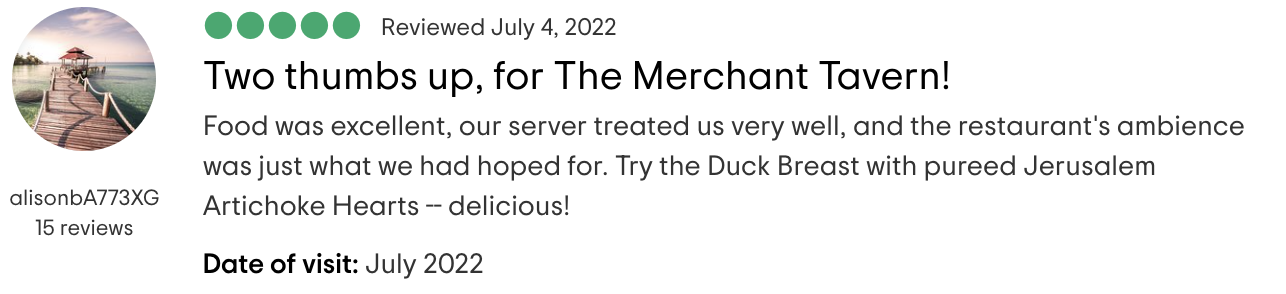 Reviewed July 4, 2022
Two thumbs up, for The Merchant Tavern!
Food was excellent, our server treated us very well, and the restaurant's ambience
was just what we had hoped for. Try the Duck Breast with pureed Jerusalem
Artichoke Hearts -- delicious!
Date of visit: July 2022
alisonbA773XG
15 reviews